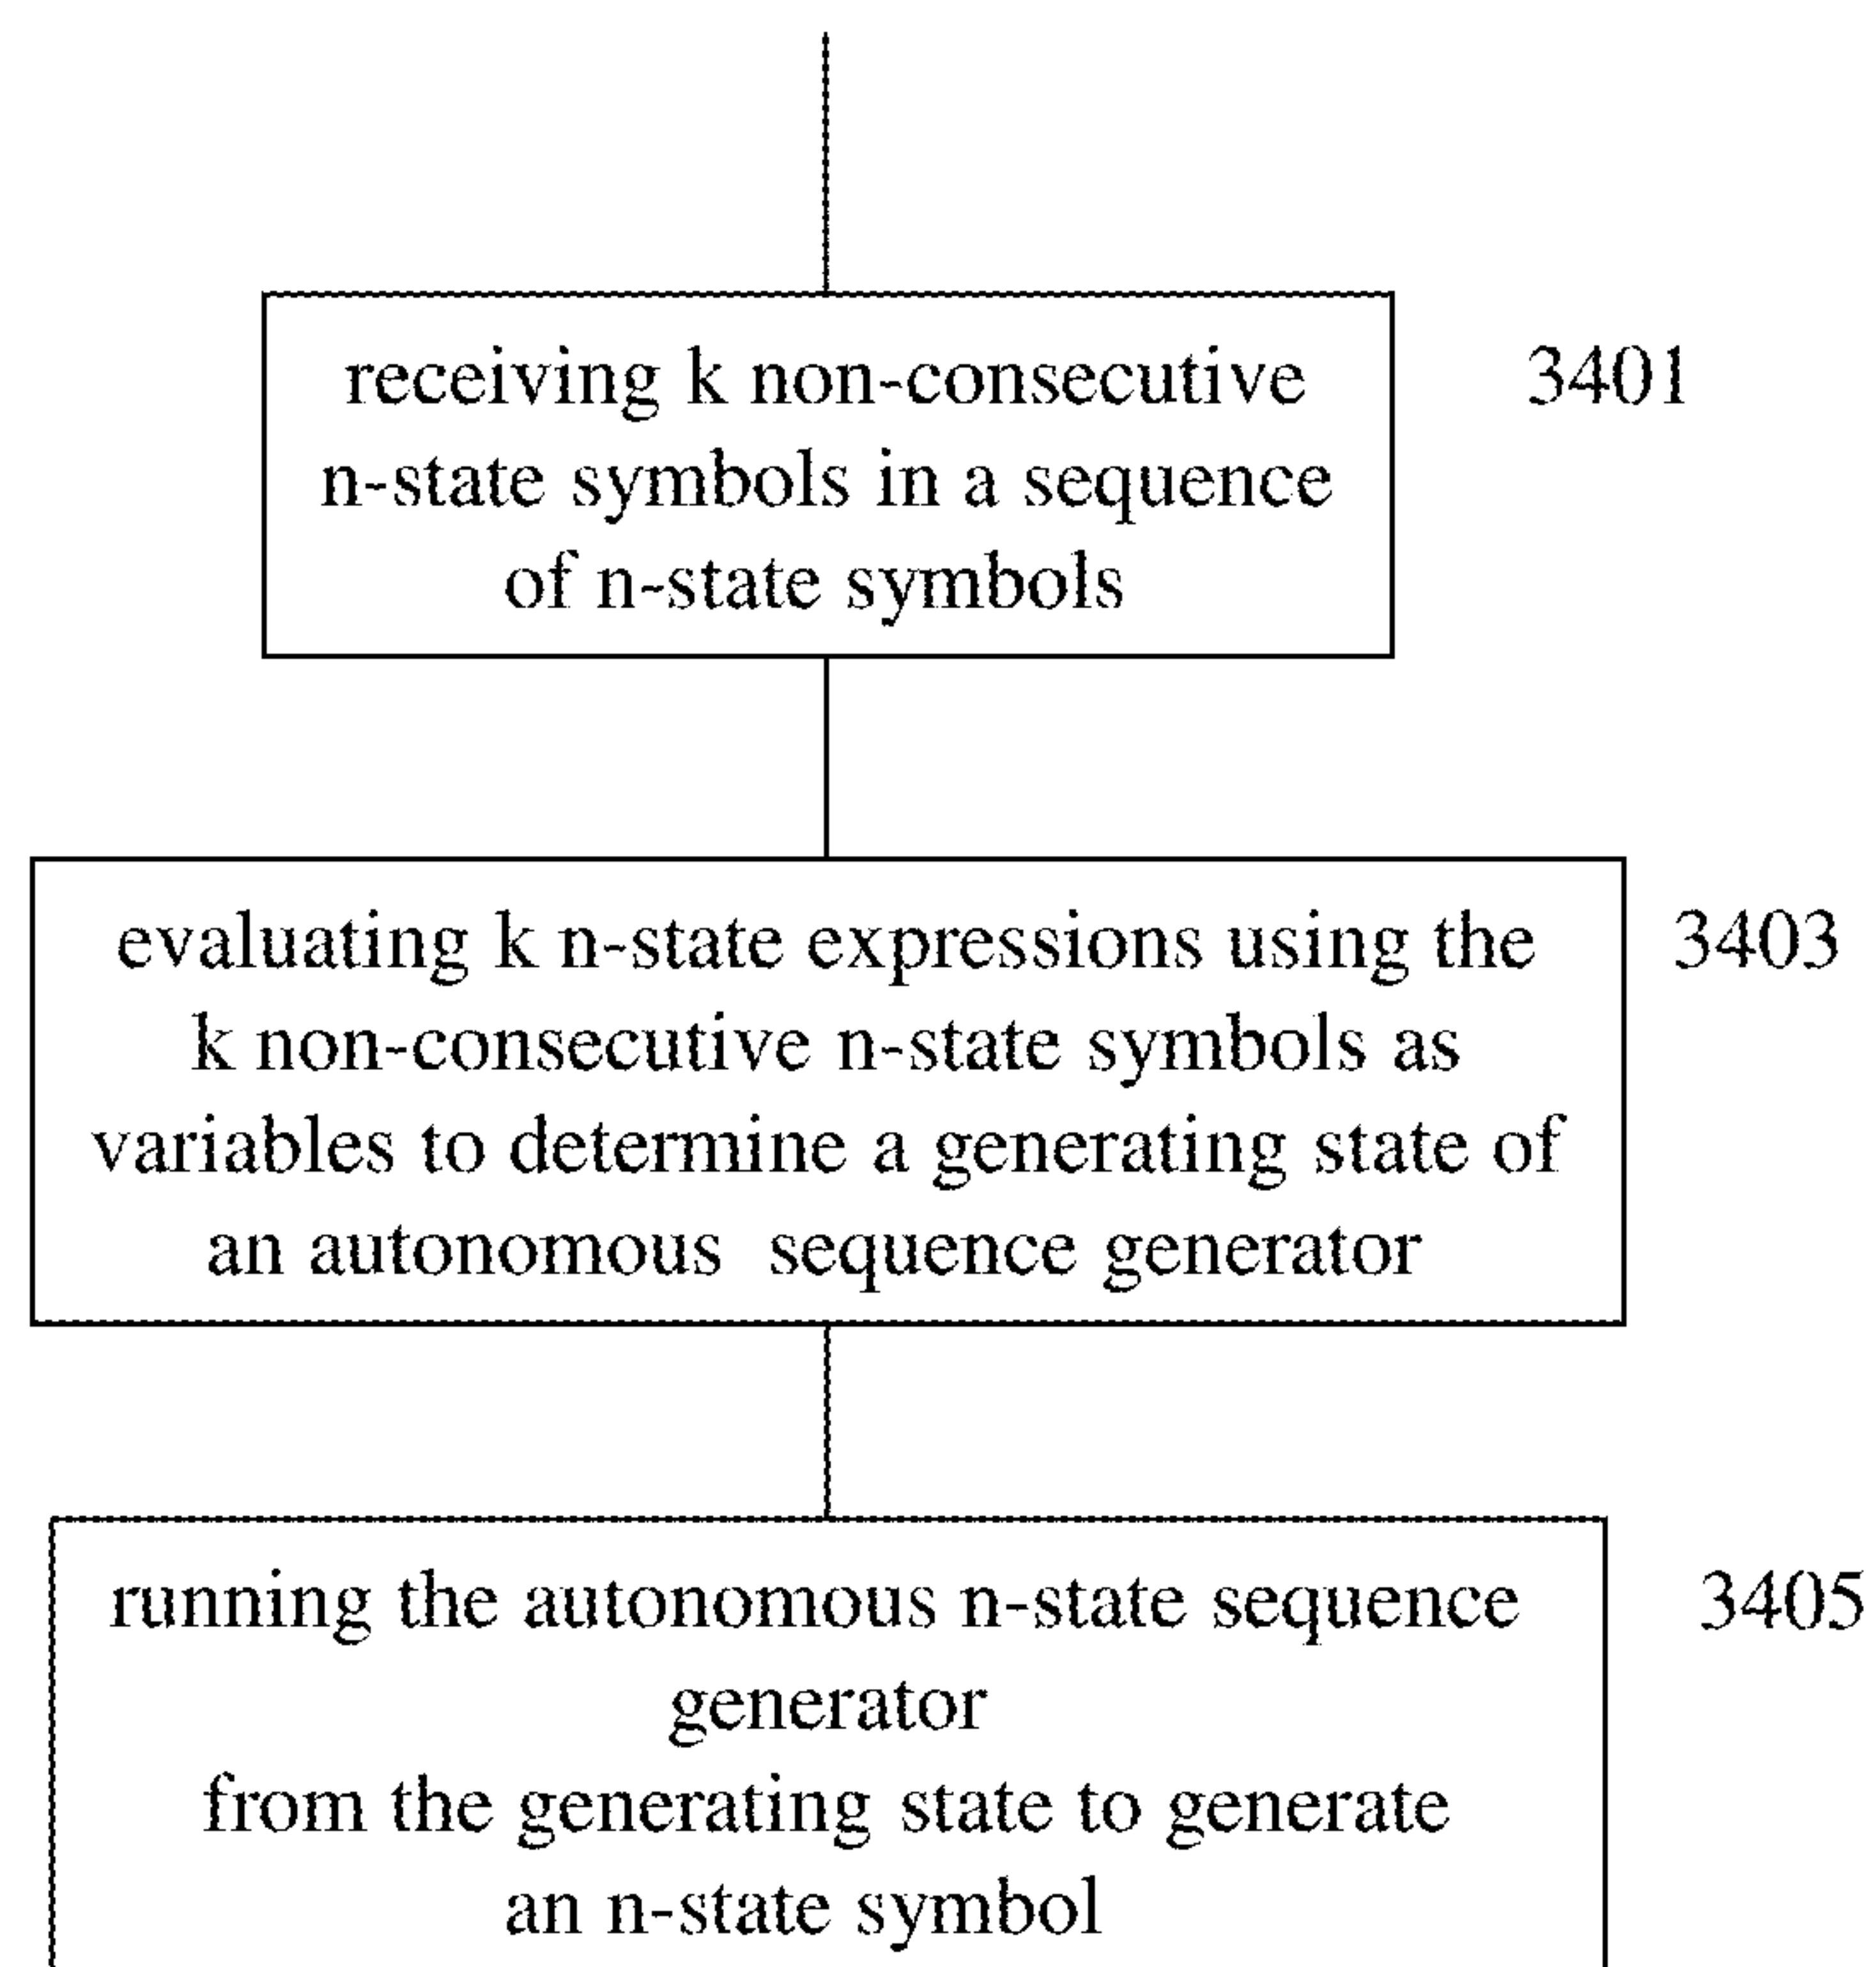 receiving k non-consecutive 3401
n-state symbols in a sequence
of n-state symbols
evaluating k n-state expressions using the 3403
k non-consecutive n-state symbols as
variables to determine a generating state of
an autonomous sequence generator
running the autonomous n-state sequence 3405
generator
from the generating state to generate
an n-state symbol